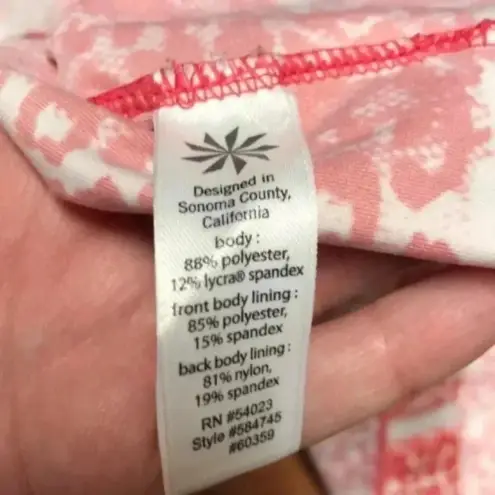 Designed in
Sonoma County,
California
body :
88% polyester,
12% lycra® spandex
front body lining :
85% polyester,
15% spandex
back body lining :
81% nylon,
19% spandex
RN #54023
Style #584745
#60359